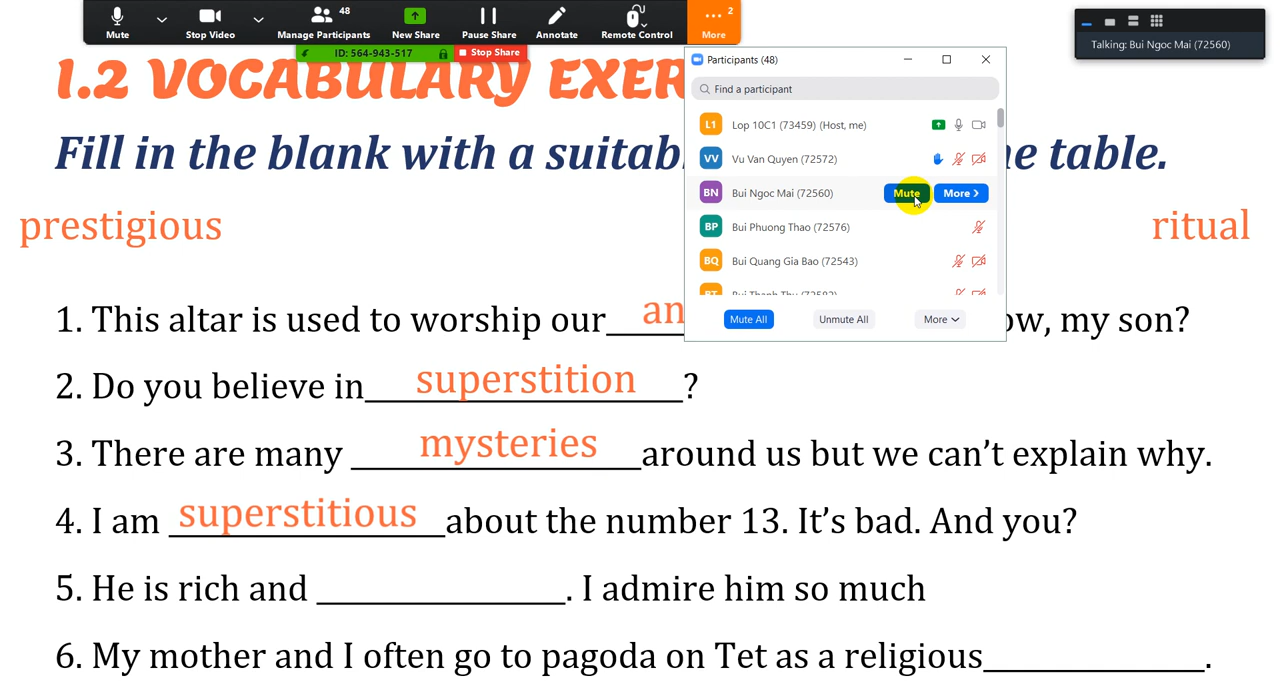 Mute Stop Video Manage Participants 48 New Share Pause Share Annotate Remote Control More 2
ID: 564-943-517 Stop Share
Talking: Bui Ngoc Mai (72560)
Participants (48)
Find a participant
L1 Lop 10C1 (73459) (Host, me)
VV Vu Van Quyen (72572)
BN Bui Ngoc Mai (72560) Mute More
BP Bui Phuong Thao (72576)
BQ Bui Quang Gia Bao (72543)
Mute All Unmute All More
1.2 VOCABULARY
Fill in the blank with a table.
prestigious ritual
1. This altar is used to worship our my son?
2. Do you believe in superstition ?
3. There are many mysteries around us but we can’t explain why.
4. I am superstitious about the number 13. It’s bad. And you?
5. He is rich and . I admire him so much
6. My mother and I often go to pagoda on Tet as a religious .